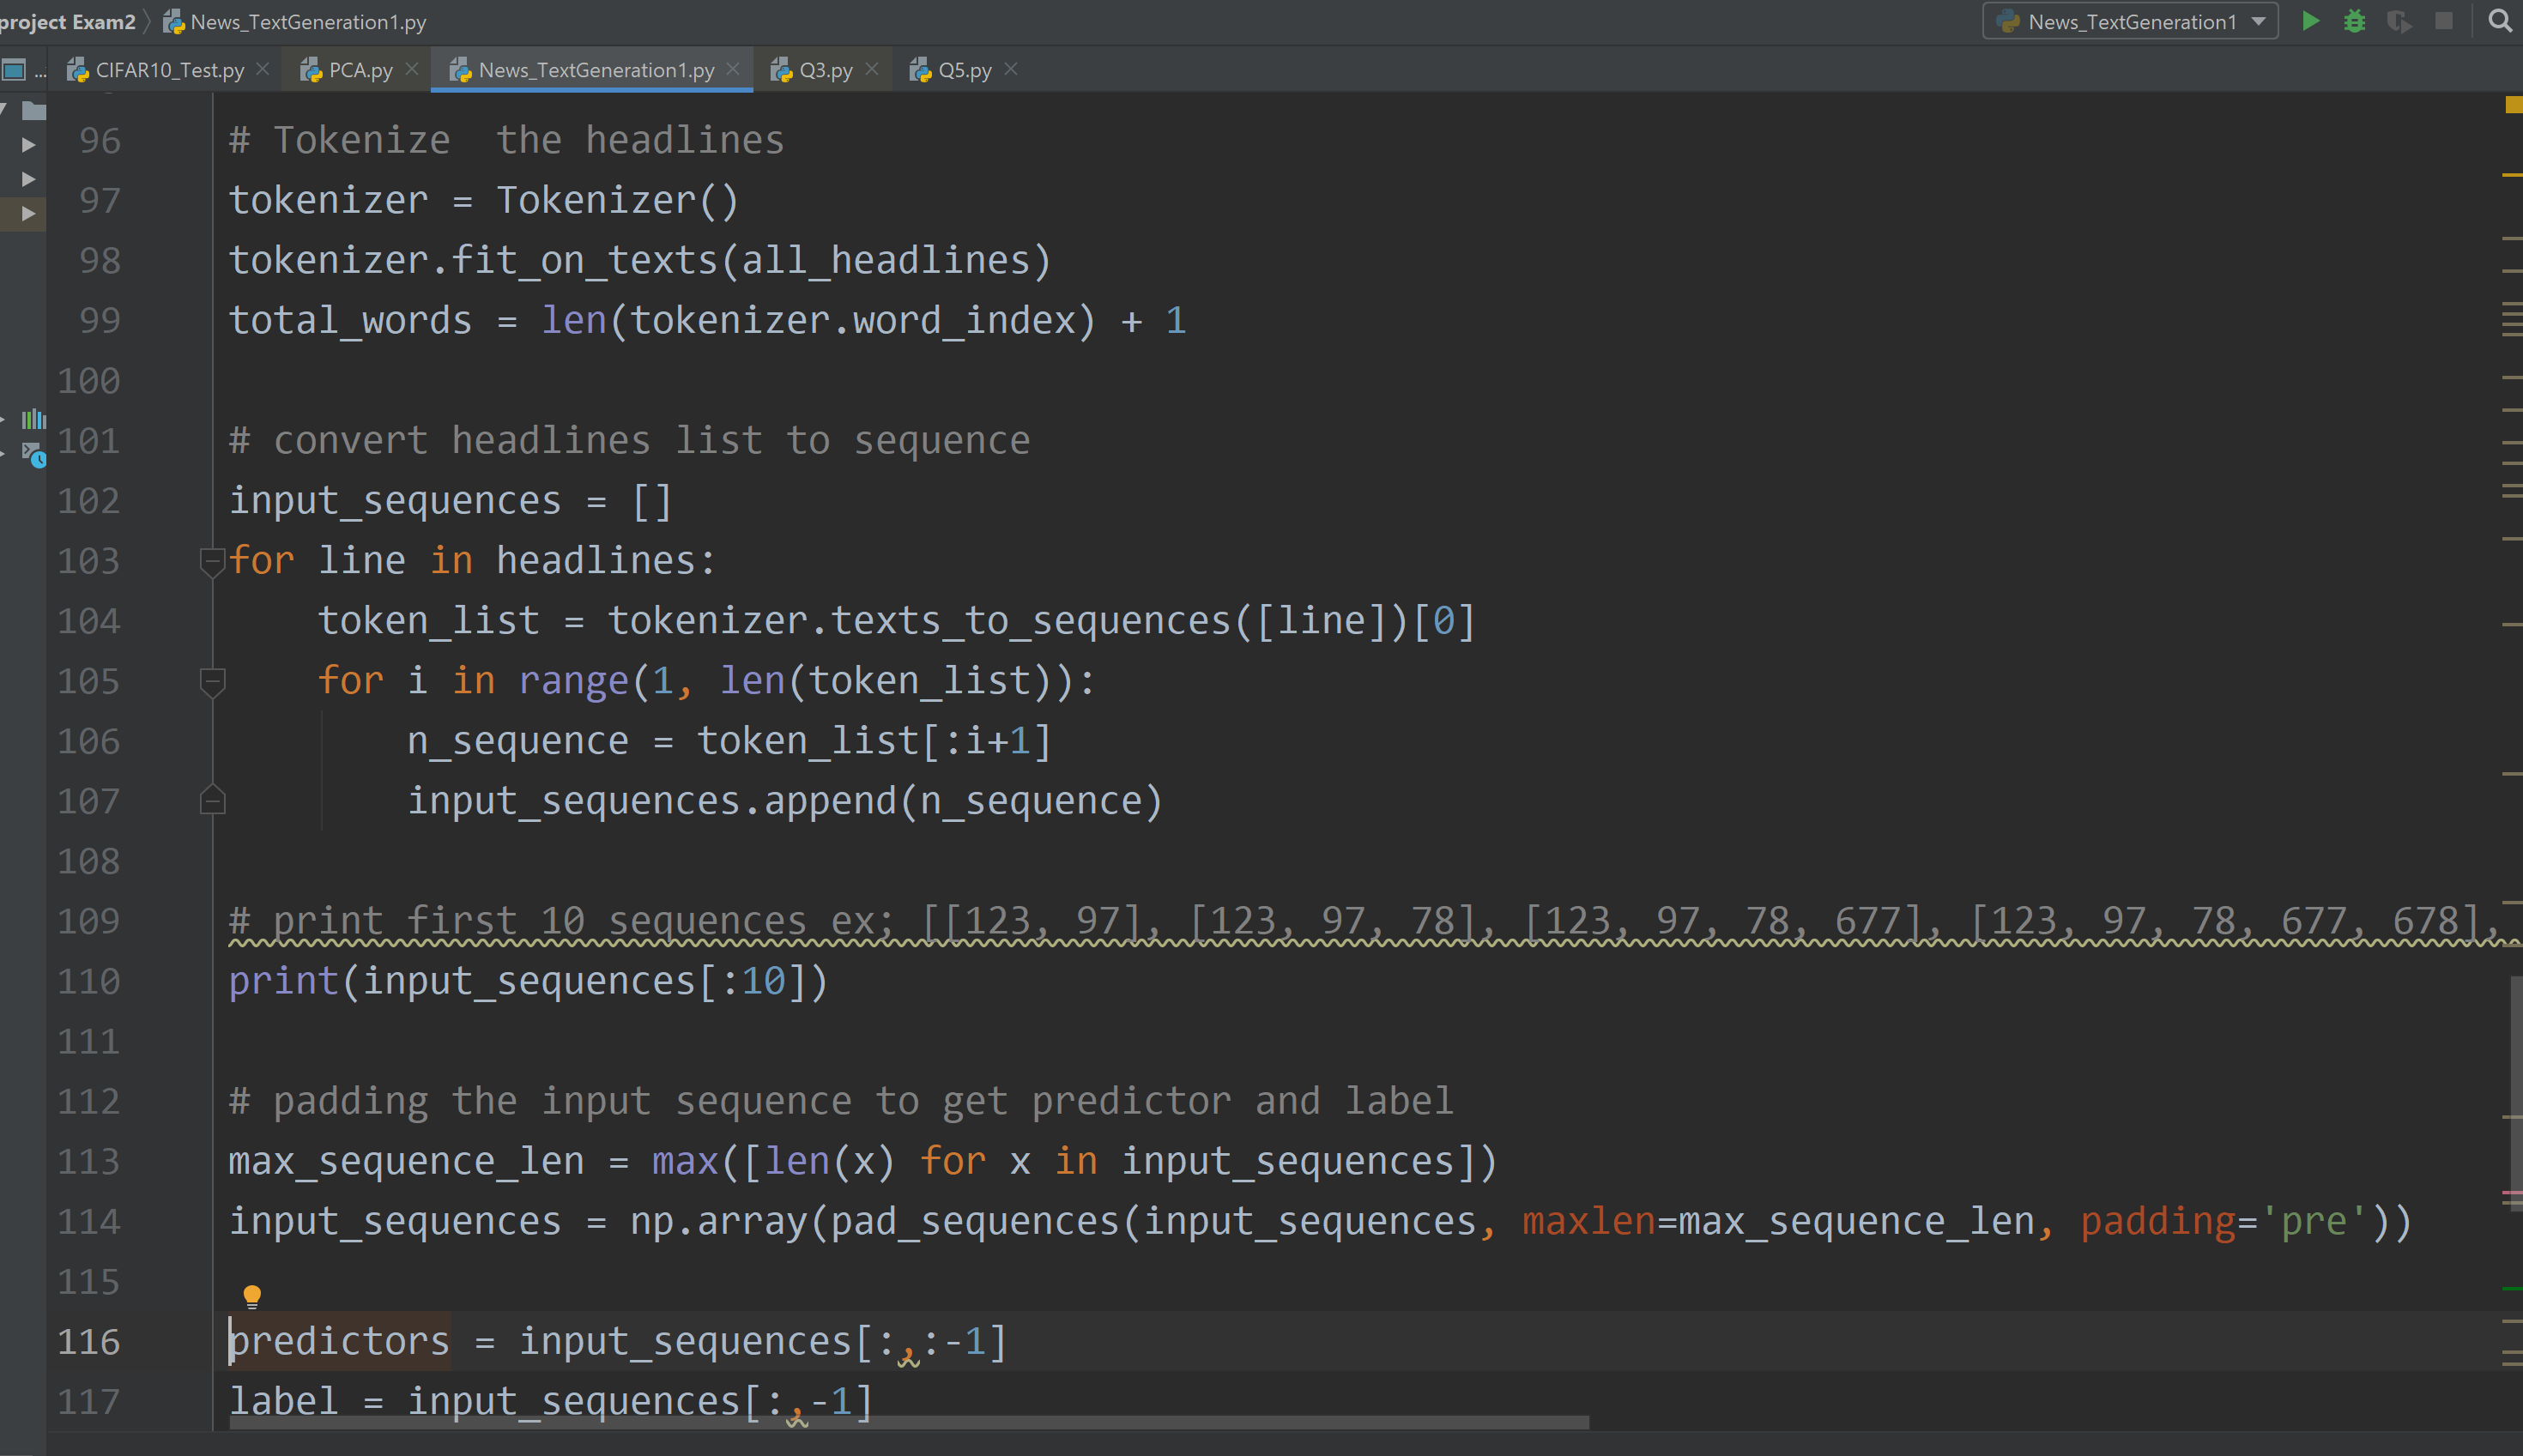 project Exam2 News_TextGeneration1.py News_TextGeneration1
... CIFAR10_Test.py PCA.py News_TextGeneration1.py Q3.py Q5.py
96 # Tokenize  the headlines
97 tokenizer = Tokenizer()
98 tokenizer.fit_on_texts(all_headlines)
99 total_words = len(tokenizer.word_index) + 1
100
101 # convert headlines list to sequence
102 input_sequences = []
103 for line in headlines:
104     token_list = tokenizer.texts_to_sequences([line])[0]
105     for i in range(1, len(token_list)):
106         n_sequence = token_list[:i+1]
107         input_sequences.append(n_sequence)
108
109 # print first 10 sequences ex; [[123, 97], [123, 97, 78], [123, 97, 78, 677], [123, 97, 78, 677, 678],
110 print(input_sequences[:10])
111
112 # padding the input sequence to get predictor and label
113 max_sequence_len = max([len(x) for x in input_sequences])
114 input_sequences = np.array(pad_sequences(input_sequences, maxlen=max_sequence_len, padding='pre'))
115
116 predictors = input_sequences[:,:-1]
117 label = input_sequences[:,-1]